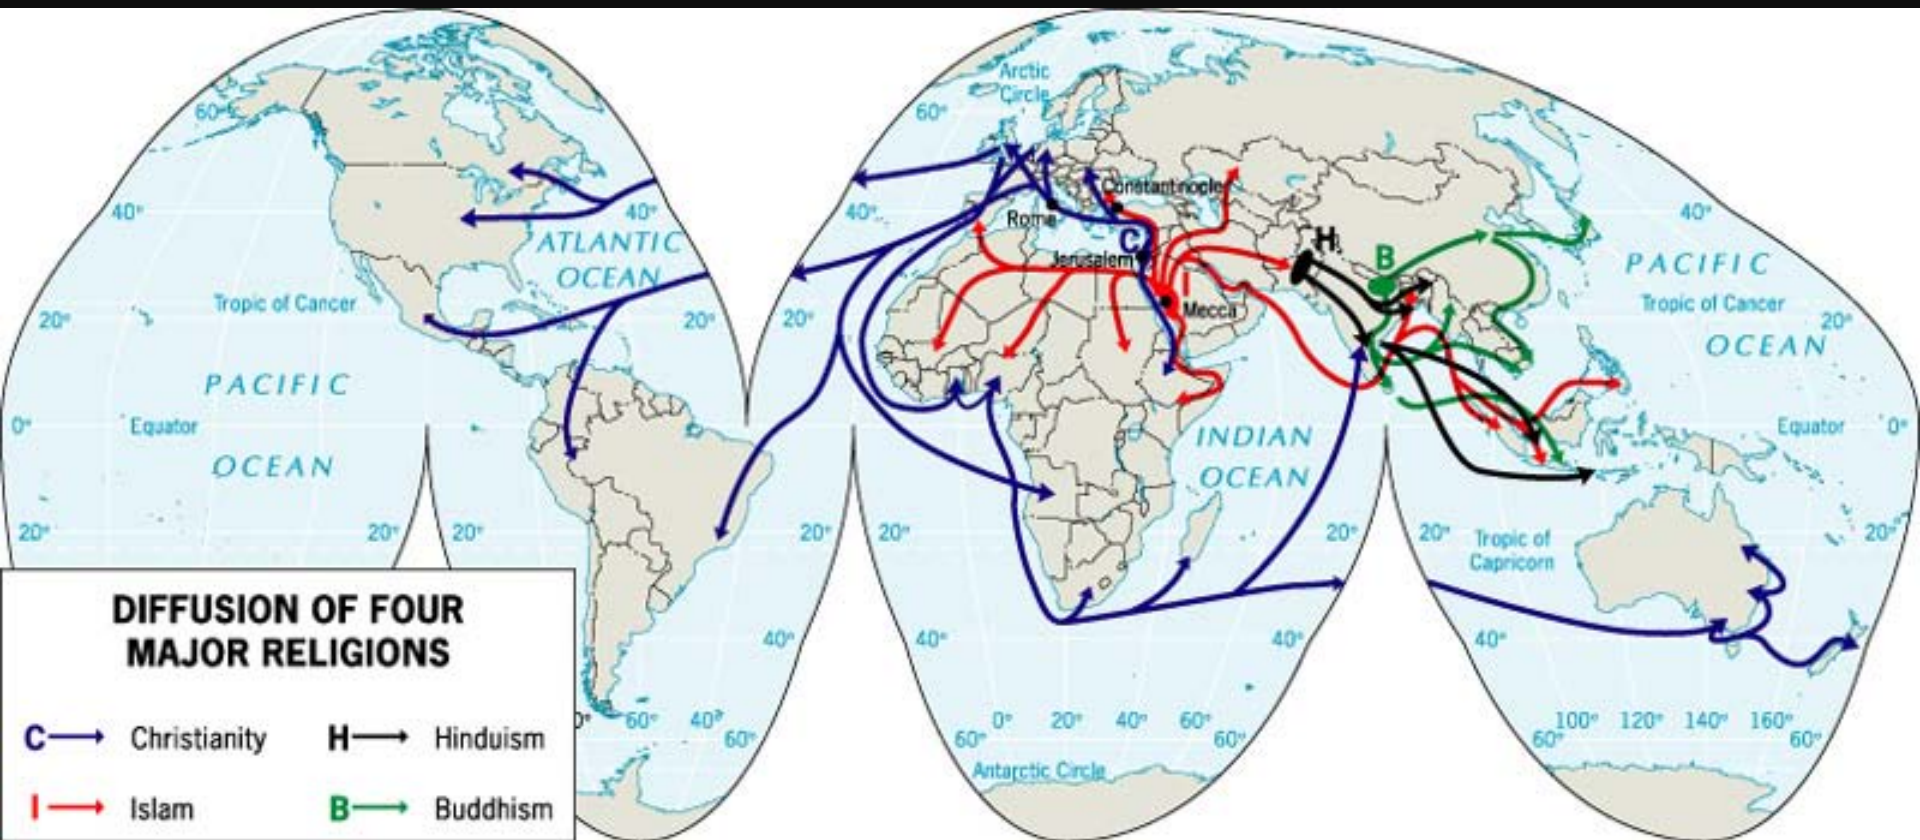 Arctic
Circle
60°
60°
Constantinople
40°
40°
40°
40°
Rome
ATLANTIC
OCEAN
C
H
B
Jerusalem
PACIFIC
OCEAN
Tropic of Cancer
Tropic of Cancer
Mecca
20°
20°
20°
20°
PACIFIC
OCEAN
Equator
0°
INDIAN
OCEAN
Equator
0°
20°
20°
20°
20°
20°
20°
20°
20°
Tropic of
Capricorn
DIFFUSION OF FOUR
MAJOR RELIGIONS
40°
40°
40°
40°
60°
40°
60°
0°
20°
40°
60°
60°
60°
100°
120°
140°
160°
60°
60°
Antarctic Circle
C
Christianity
H
Hinduism
I
Islam
B
Buddhism